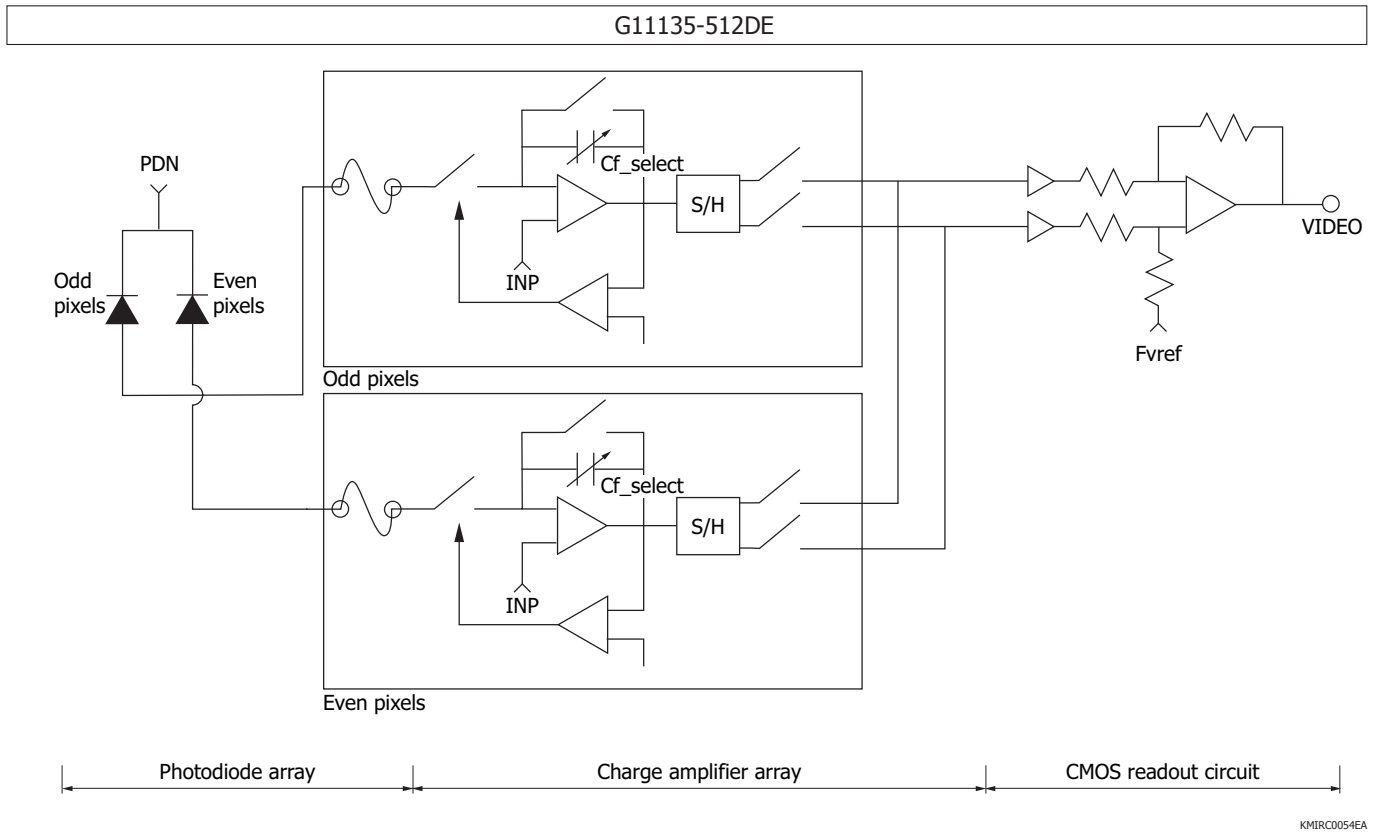 G11135-512DE
PDN
Odd
pixels
Even
pixels
Cf_select
S/H
INP
Odd pixels
Cf_select
S/H
INP
Even pixels
VIDEO
Fvref
Photodiode array
Charge amplifier array
CMOS readout circuit
KMIRC0054EA